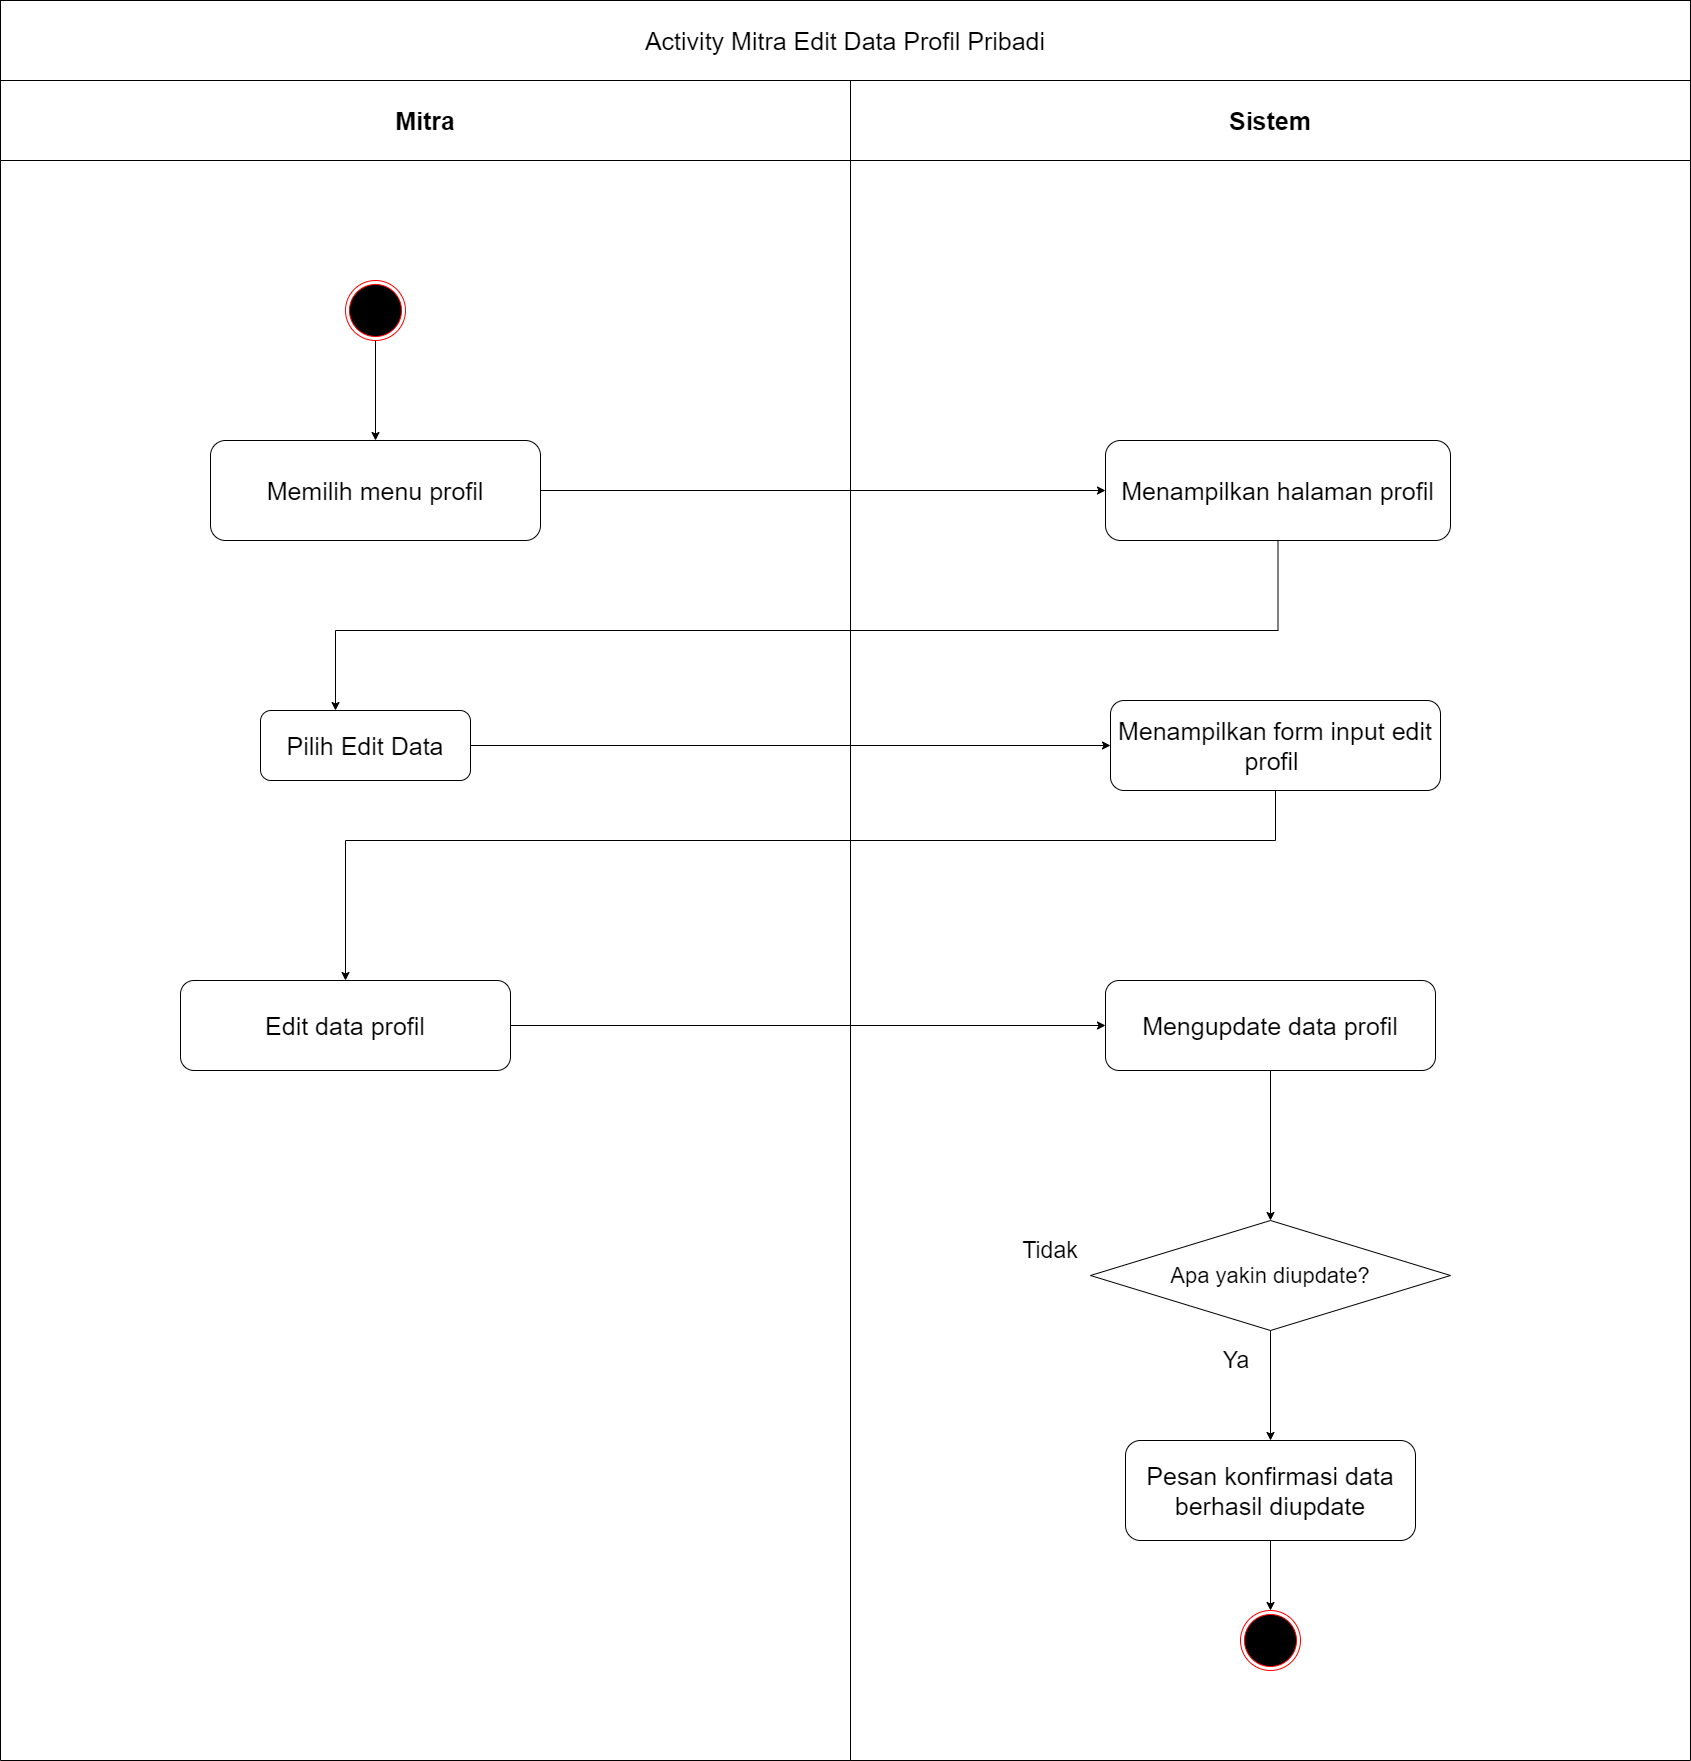 Activity Mitra Edit Data Profil Pribadi
Mitra
Sistem
Memilih menu profil
Menampilkan halaman profil
Pilih Edit Data
Menampilkan form input edit
profil
Edit data profil
Mengupdate data profil
Tidak
Apa yakin diupdate?
Ya
Pesan konfirmasi data
berhasil diupdate